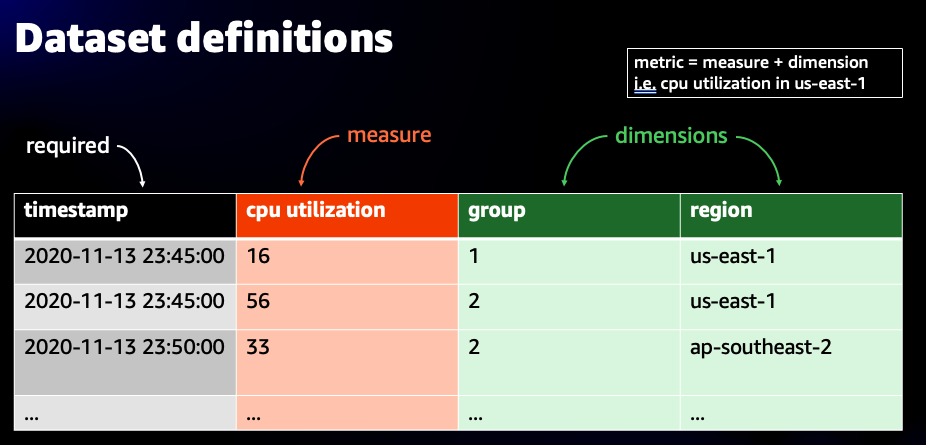 Dataset definitions
metric = measure + dimension
i.e. cpu utilization in us-east-1
required
measure
dimensions
timestamp cpu utilization group region
2020-11-13 23:45:00 16 1 us-east-1
2020-11-13 23:45:00 56 2 us-east-1
2020-11-13 23:50:00 33 2 ap-southeast-2
... ... ... ...